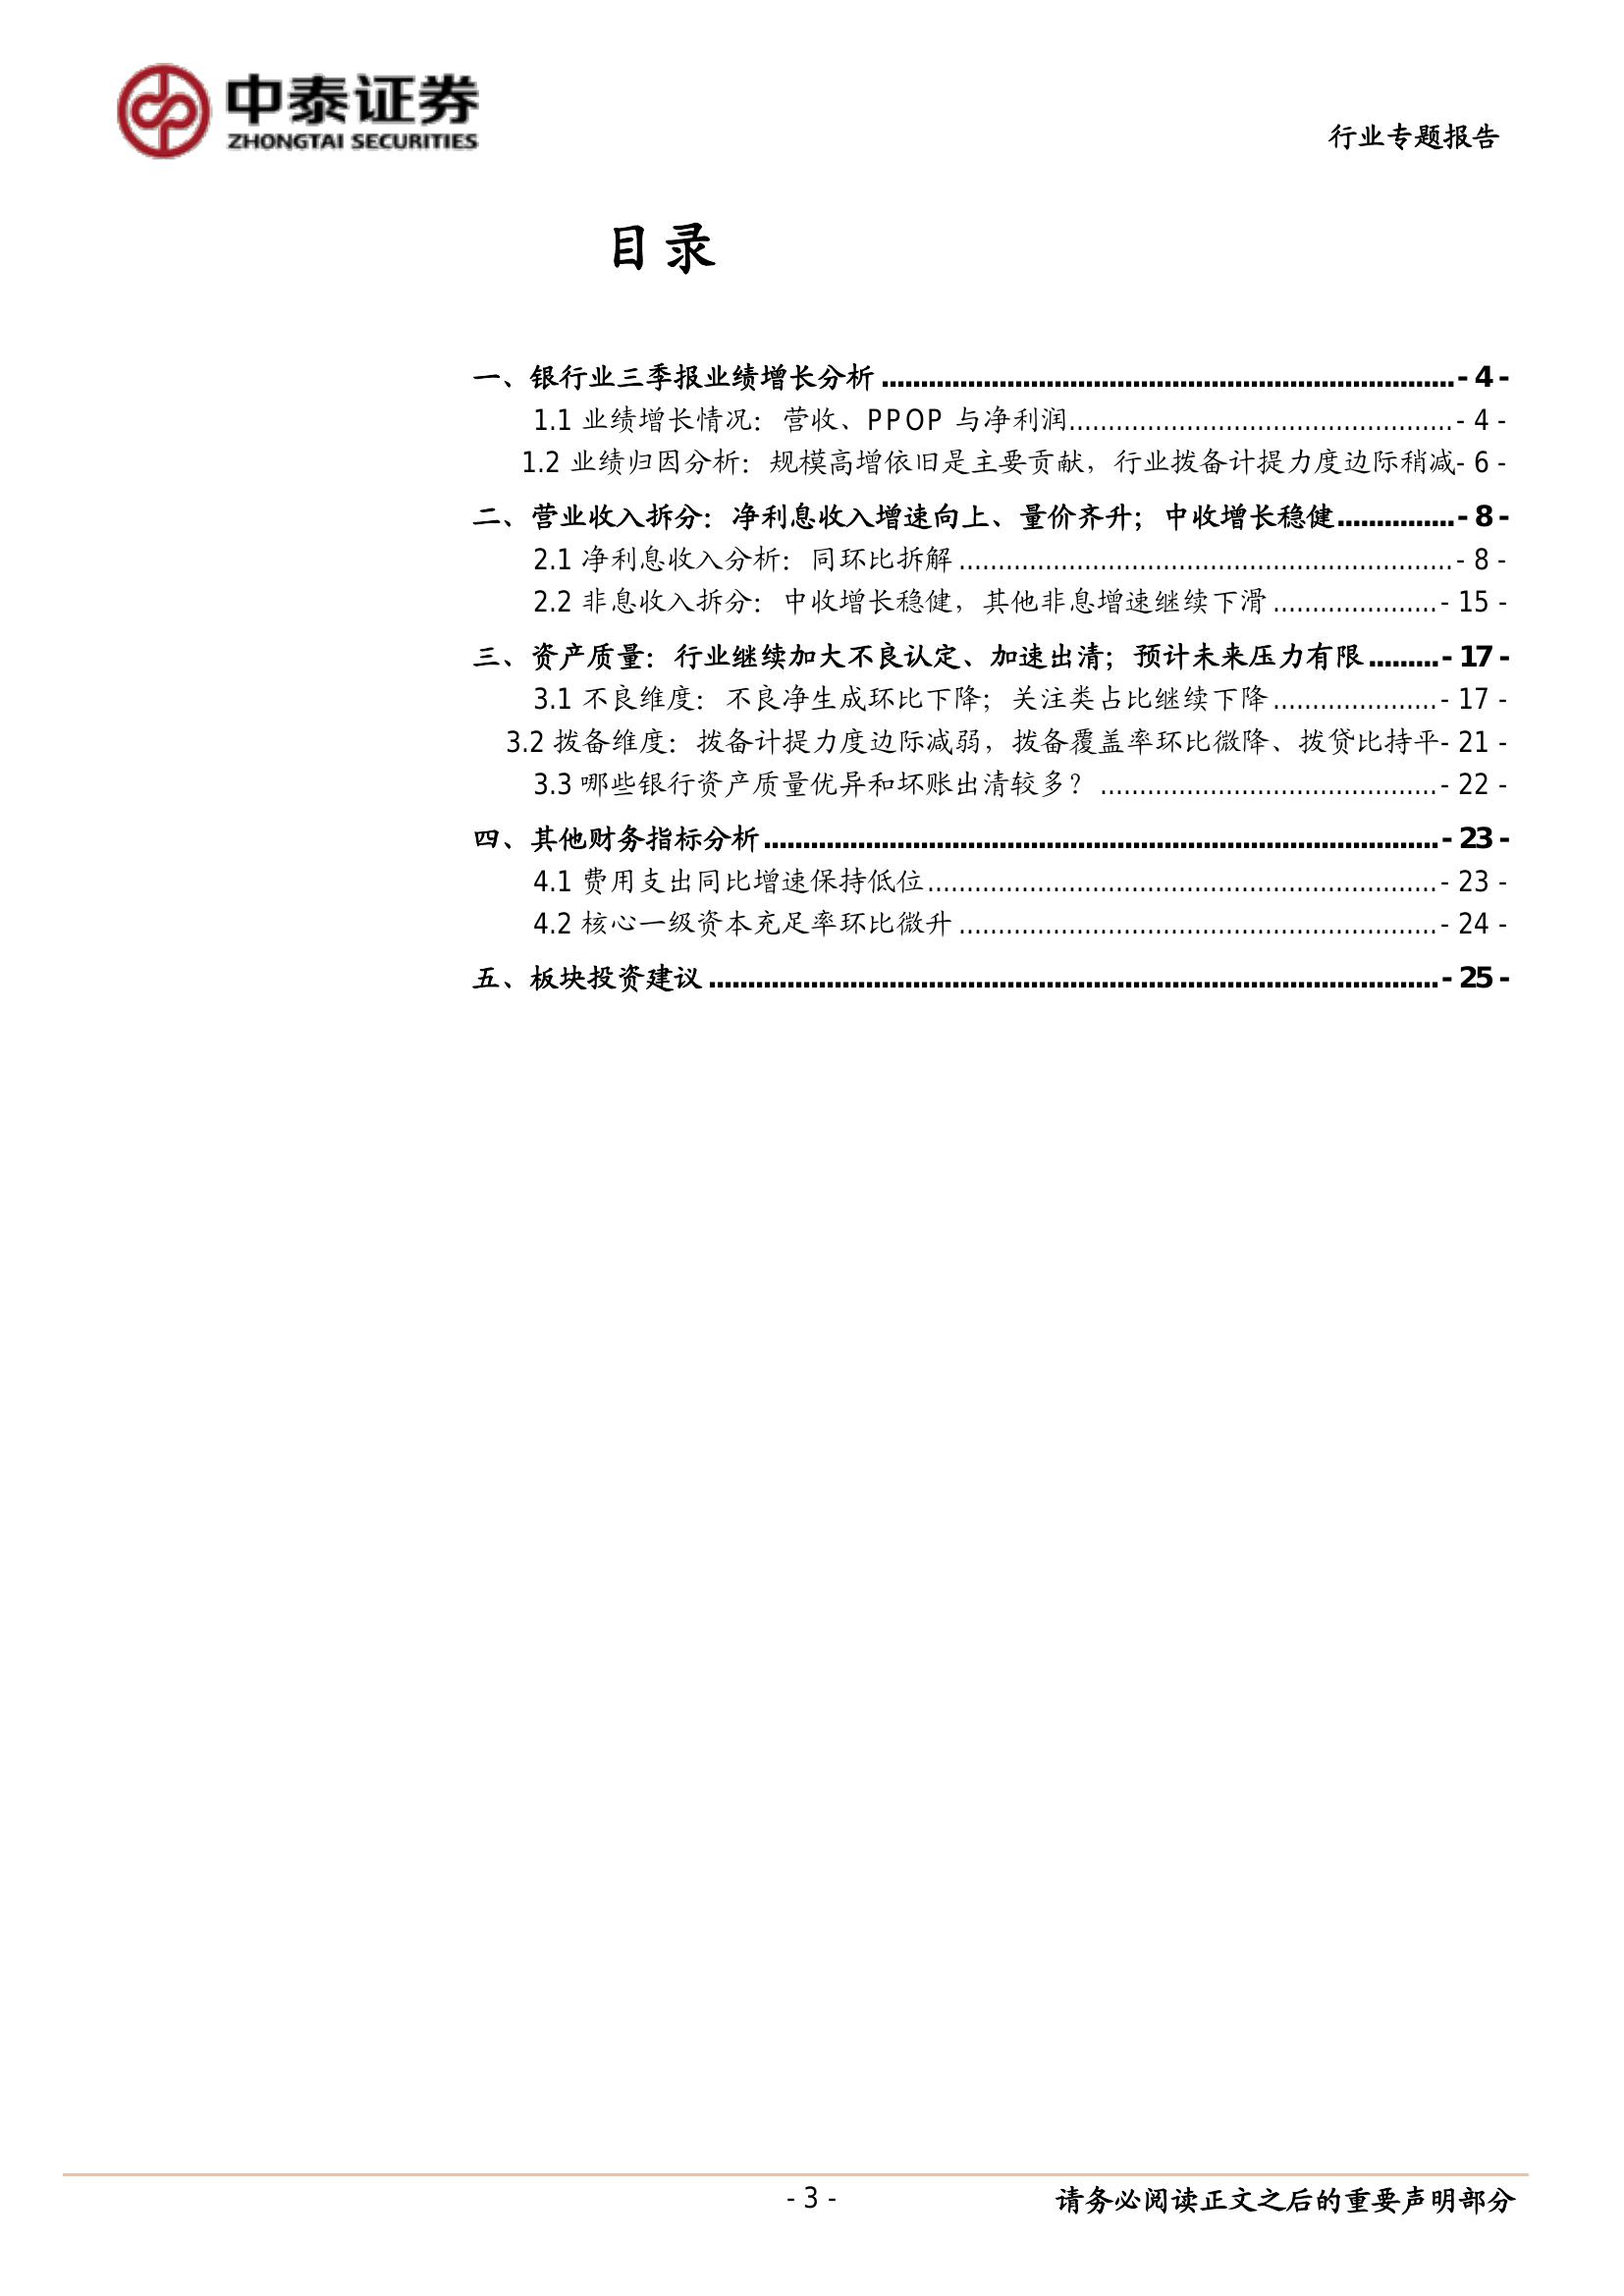 中泰证券
ZHONGTAI SECURITIES
行业专题报告
目录
一、银行业三季报业绩增长分析.........................................................................- 4 -
1.1 业绩增长情况：营收、PPOP 与净利润.................................................- 4 -
1.2 业绩归因分析：规模高增依旧是主要贡献，行业拨备计提力度边际稍减- 6 -
二、营业收入拆分：净利息收入增速向上、量价齐升；中收增长稳健...............- 8 -
2.1 净利息收入分析：同环比拆解...............................................................- 8 -
2.2 非息收入拆分：中收增长稳健，其他非息增速继续下滑.....................- 15 -
三、资产质量：行业继续加大不良认定、加速出清；预计未来压力有限.........- 17 -
3.1 不良维度：不良净生成环比下降；关注类占比继续下降.....................- 17 -
3.2 拨备维度：拨备计提力度边际减弱，拨备覆盖率环比微降、拨贷比持平- 21 -
3.3 哪些银行资产质量优异和坏账出清较多？...........................................- 22 -
四、其他财务指标分析......................................................................................- 23 -
4.1 费用支出同比增速保持低位.................................................................- 23 -
4.2 核心一级资本充足率环比微升.............................................................- 24 -
五、板块投资建议.............................................................................................- 25 -
- 3 -
请务必阅读正文之后的重要声明部分